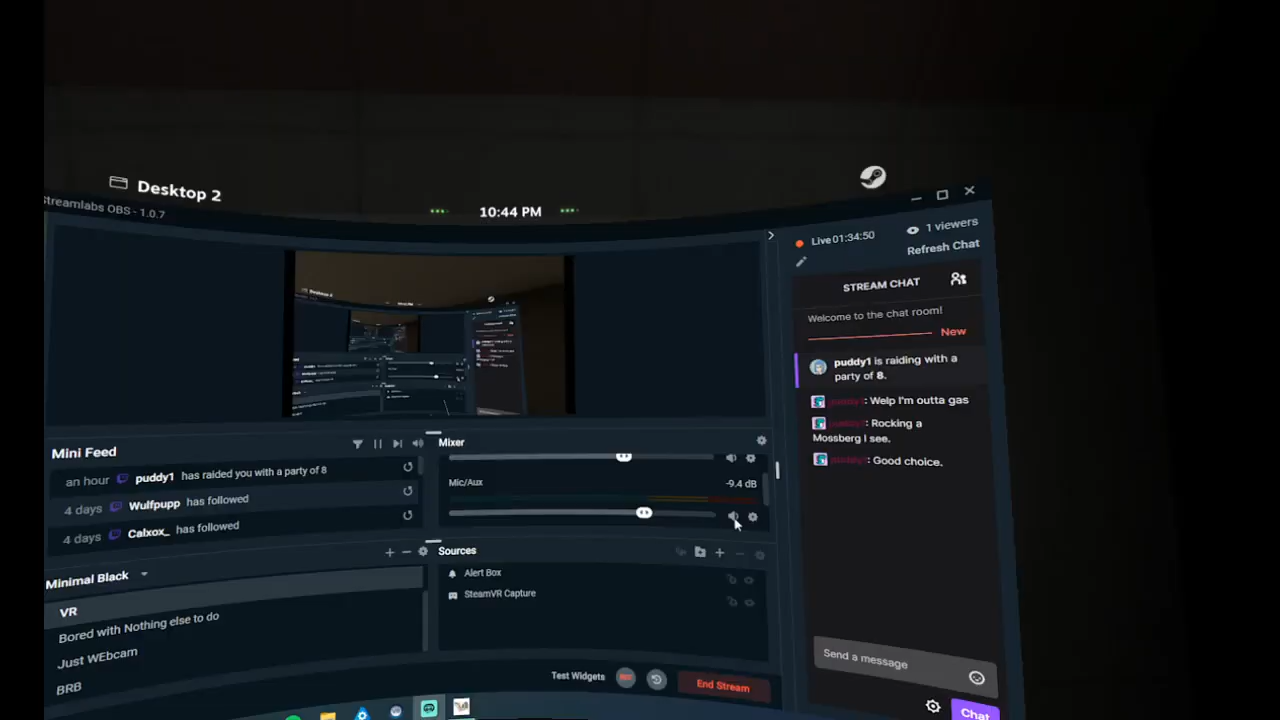 Desktop 2
10:44 PM
Streamlabs OBS - 1.0.7
Live 01:34:50
1 viewers
Refresh Chat
STREAM CHAT
Welcome to the chat room!
New
puddy1 is raiding with a
party of 8.
: Welp I'm outta gas
: Rocking a
Mossberg I see.
: Good choice.
Send a message
Chat
Mini Feed
an hour puddy1 has raided you with a party of 8
4 days Wulfpupp has followed
4 days Calxox_ has followed
Mixer
Mic/Aux -9.4 dB
Minimal Black
VR
Bored with Nothing else to do
Just WEbcam
BRB
Sources
Alert Box
SteamVR Capture
Test Widgets
REC
End Stream